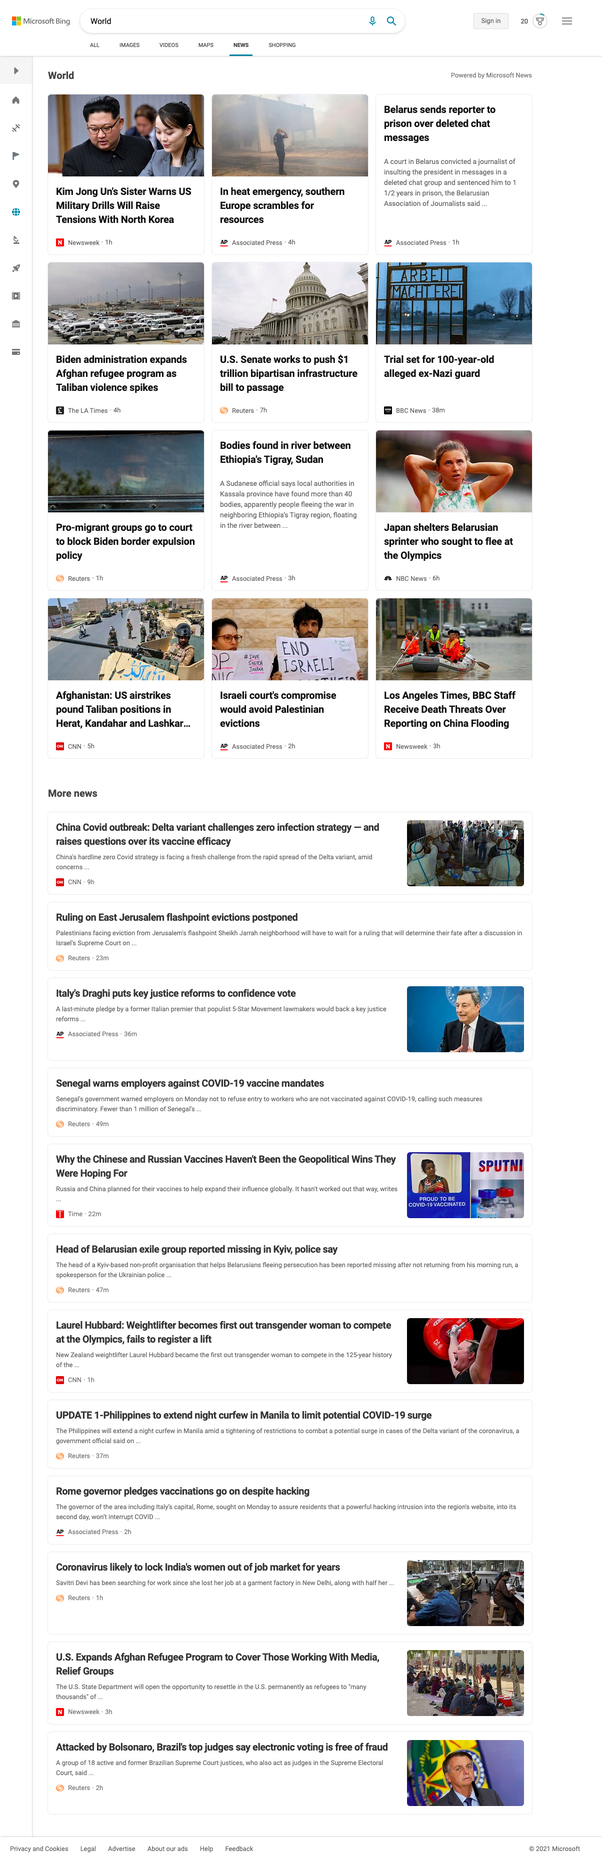 Microsoft Bing
World
Sign in
20
ALL
IMAGES
VIDEOS
MAPS
NEWS
SHOPPING
World
Powered by Microsoft News
Kim Jong Un's Sister Warns US
Military Drills Will Raise
Tensions With North Korea
Newsweek · 1h
In heat emergency, southern
Europe scrambles for
resources
AP Associated Press · 4h
Belarus sends reporter to
prison over deleted chat
messages
A court in Belarus convicted a journalist of
insulting the president in messages in a
deleted chat group and sentenced him to 1
1/2 years in prison, the Belarusian
Association of Journalists said ...
AP Associated Press · 1h
Biden administration expands
Afghan refugee program as
Taliban violence spikes
The LA Times · 4h
U.S. Senate works to push $1
trillion bipartisan infrastructure
bill to passage
Reuters · 7h
ARBEIT
MACHT FREI
Trial set for 100-year-old
alleged ex-Nazi guard
BBC News · 38m
Pro-migrant groups go to court
to block Biden border expulsion
policy
Reuters · 1h
Bodies found in river between
Ethiopia's Tigray, Sudan
A Sudanese official says local authorities in
Kassala province have found more than 40
bodies, apparently people fleeing the war in
neighboring Ethiopia's Tigray region, floating
in the river between ...
AP Associated Press · 3h
Japan sheIters Belarusian
sprinter who sought to flee at
the Olympics
NBC News · 6h
Afghanistan: US airstrikes
pound Taliban positions in
Herat, Kandahar and Lashkar...
CNN · 5h
END
ISRAELI
Israeli court's compromise
would avoid Palestinian
evictions
AP Associated Press · 2h
Los Angeles Times, BBC Staff
Receive Death Threats Over
Reporting on China Flooding
Newsweek · 3h
More news
China Covid outbreak: Delta variant challenges zero infection strategy — and
raises questions over its vaccine efficacy
China's hardline zero Covid strategy is facing a fresh challenge from the rapid spread of the Delta variant, amid
concerns ...
CNN · 9h
Ruling on East Jerusalem flashpoint evictions postponed
Palestinians facing eviction from Jerusalem's flashpoint Sheikh Jarrah neighborhood will have to wait for a ruling that will determine their fate after a discussion in
Israel's Supreme Court on ...
Reuters · 23m
Italy's Draghi puts key justice reforms to confidence vote
A last-minute pledge by a former Italian premier that populist 5-Star Movement lawmakers would back a key justice
reforms ...
AP Associated Press · 36m
Senegal warns employers against COVID-19 vaccine mandates
Senegal's government warned employers on Monday not to refuse entry to workers who are not vaccinated against COVID-19, calling such measures
discriminatory. Fewer than 1 million of Senegal's ...
Reuters · 49m
Why the Chinese and Russian Vaccines Haven't Been the Geopolitical Wins They
Were Hoping For
Russia and China planned for their vaccines to help expand their influence globally. It hasn't worked out that way, writes
...
Time · 22m
PROUD TO BE
COVID-19 VACCINATED
SPUTNI
Head of Belarusian exile group reported missing in Kyiv, police say
The head of a Kyiv-based non-profit organisation that helps Belarusians fleeing persecution has been reported missing after not returning from his morning run, a
spokesperson for the Ukrainian police ...
Reuters · 47m
Laurel Hubbard: Weightlifter becomes first out transgender woman to compete
at the Olympics, fails to register a lift
New Zealand weightlifter Laurel Hubbard became the first out transgender woman to compete in the 125-year history
of the ...
CNN · 1h
UPDATE 1-Philippines to extend night curfew in Manila to limit potential COVID-19 surge
The Philippines will extend a night curfew in Manila amid a tightening of restrictions to combat a potential surge in cases of the Delta variant of the coronavirus, a
government official said on ...
Reuters · 37m
Rome governor pledges vaccinations go on despite hacking
The governor of the area including Italy's capital, Rome, sought on Monday to assure residents that a powerful hacking intrusion into the region's website, into its
second day, won't interrupt COVID ...
AP Associated Press · 2h
Coronavirus likely to lock India's women out of job market for years
Savitri Devi has been searching for work since she lost her job at a garment factory in New Delhi, along with half her ...
Reuters · 1h
U.S. Expands Afghan Refugee Program to Cover Those Working With Media,
Relief Groups
The U.S. State Department will open the opportunity to resettle in the U.S. permanently as refugees to "many
thousands" of ...
Newsweek · 3h
Attacked by Bolsonaro, Brazil's top judges say electronic voting is free of fraud
A group of 18 active and former Brazilian Supreme Court justices, who also act as judges in the Supreme Electoral
Court, said ...
Reuters · 2h
Privacy and Cookies
Legal
Advertise
About our ads
Help
Feedback
© 2021 Microsoft